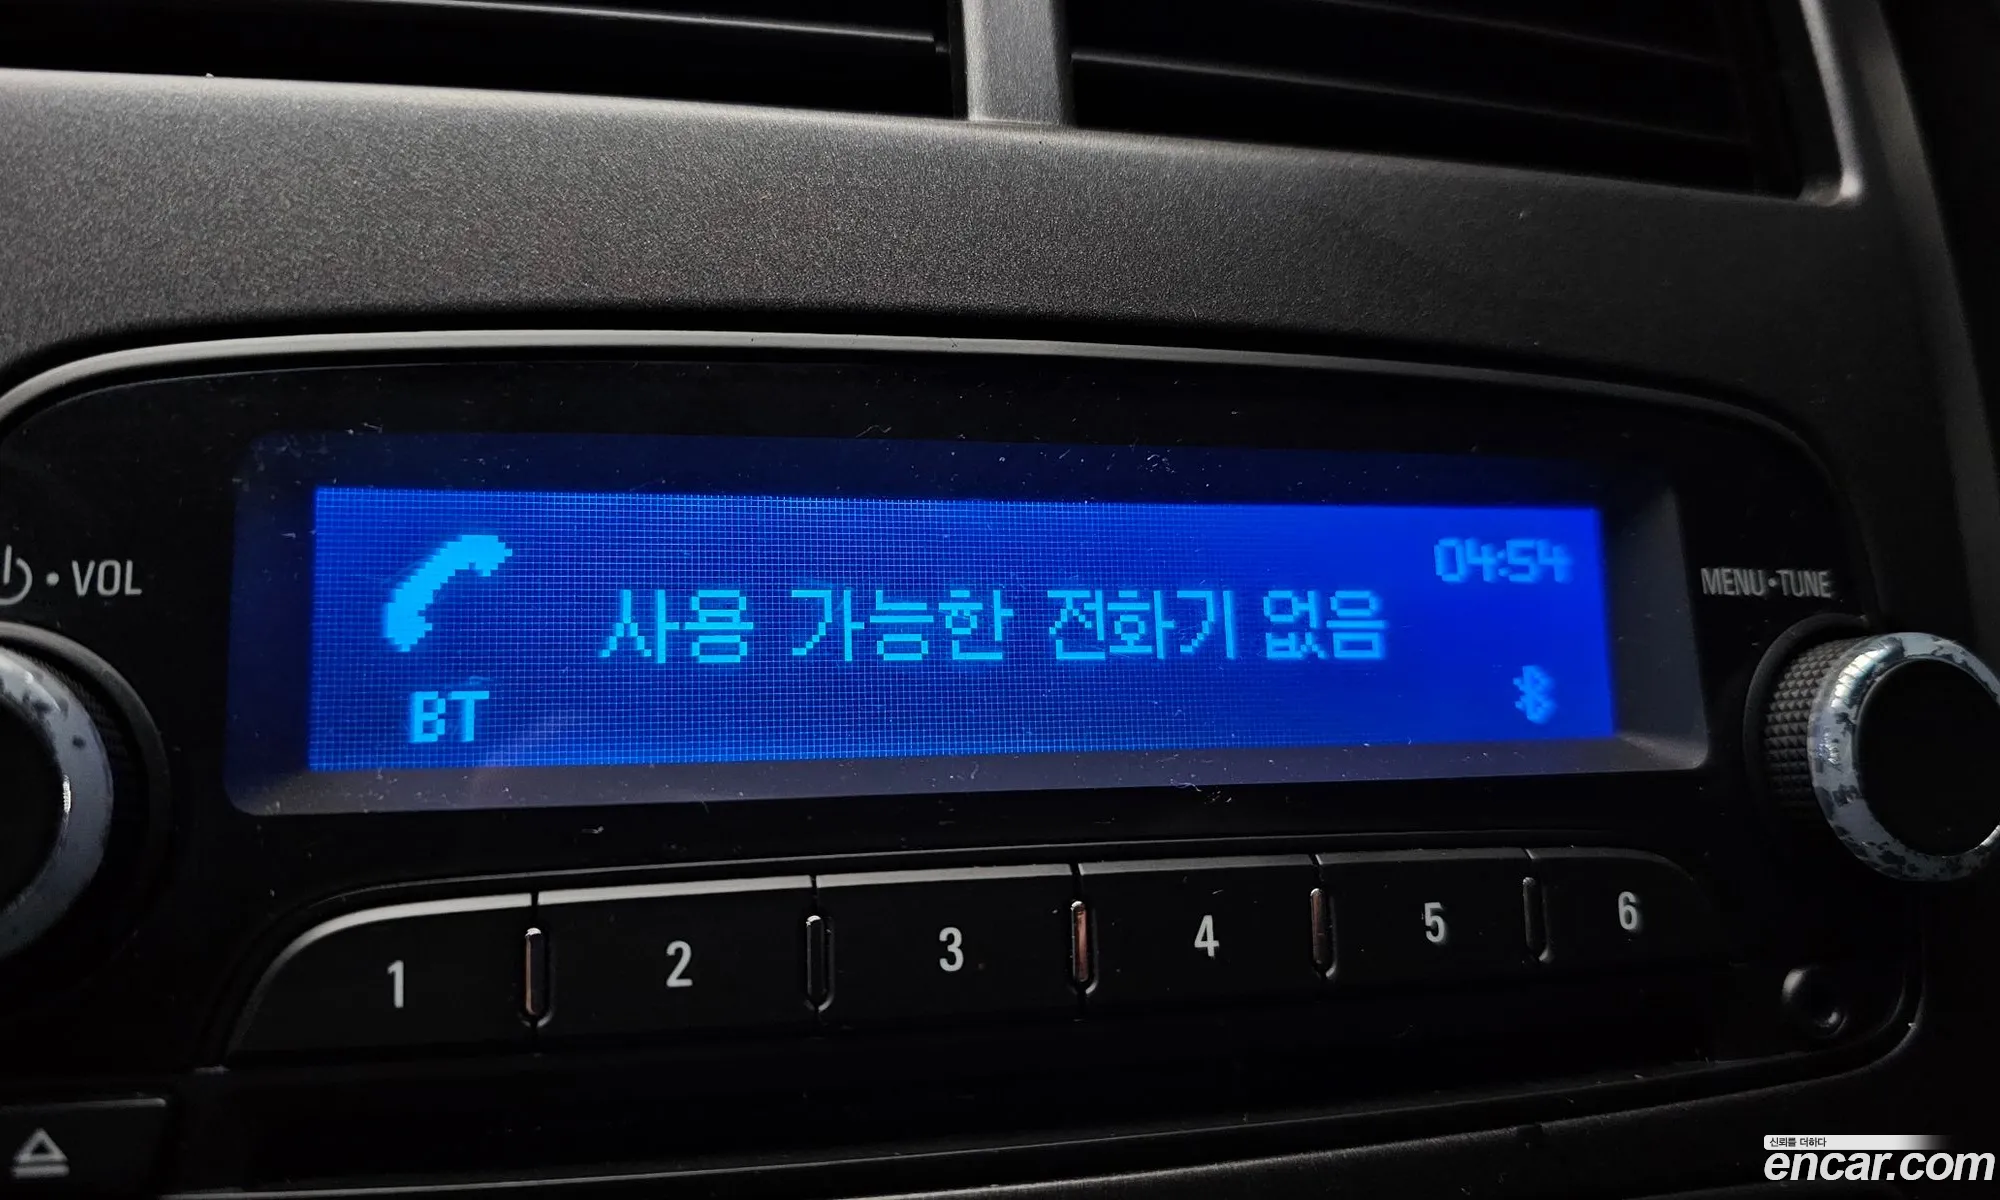 04:54
사용 가능한 전화기 없음
BT
VOL
MENU•TUNE
1 2 3 4 5 6
신뢰를 더하다
encar.com